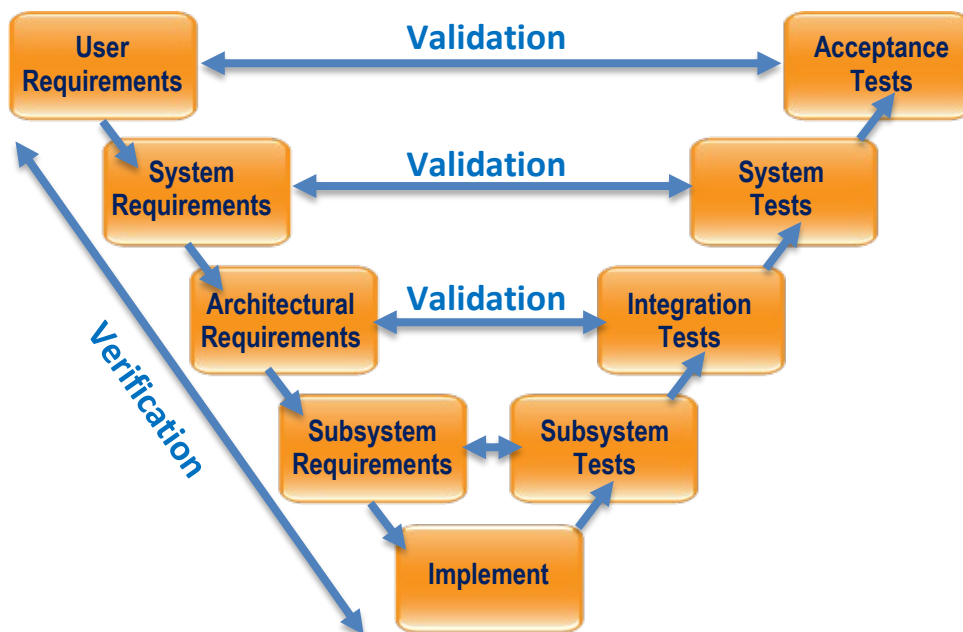 User
Requirements
Validation
Acceptance
Tests
System
Requirements
Validation
System
Tests
Architectural
Requirements
Validation
Integration
Tests
Verification
Subsystem
Requirements
Subsystem
Tests
Implement